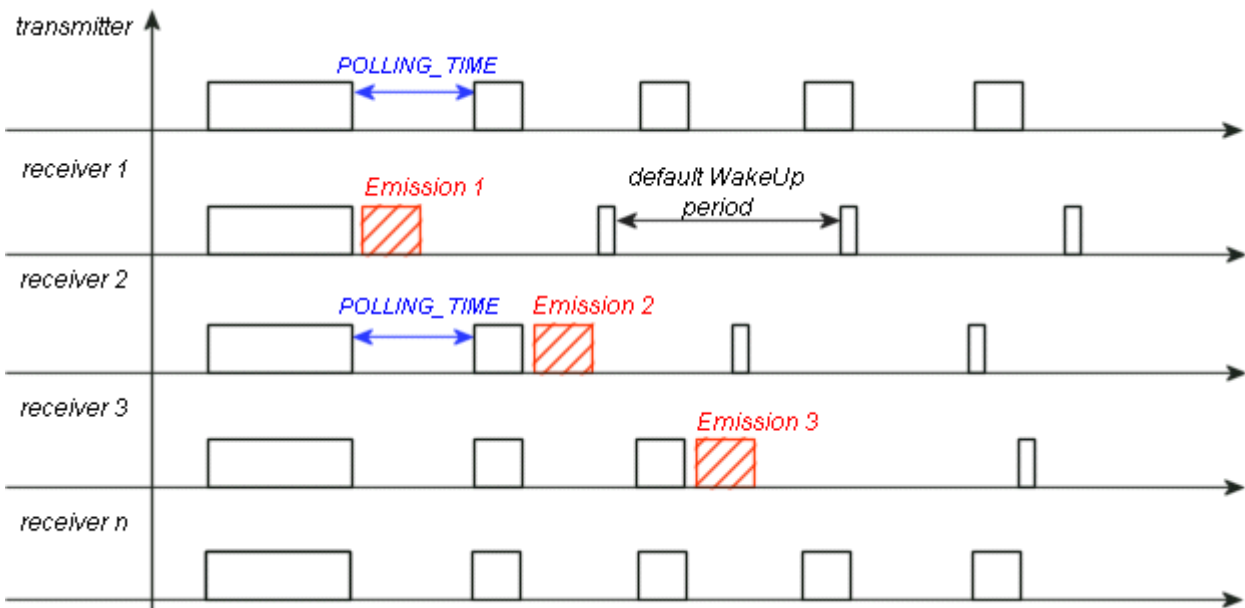 transmitter
POLLING_TIME
receiver 1
Emission 1
default WakeUp
period
receiver 2
POLLING_TIME
Emission 2
receiver 3
Emission 3
receiver n